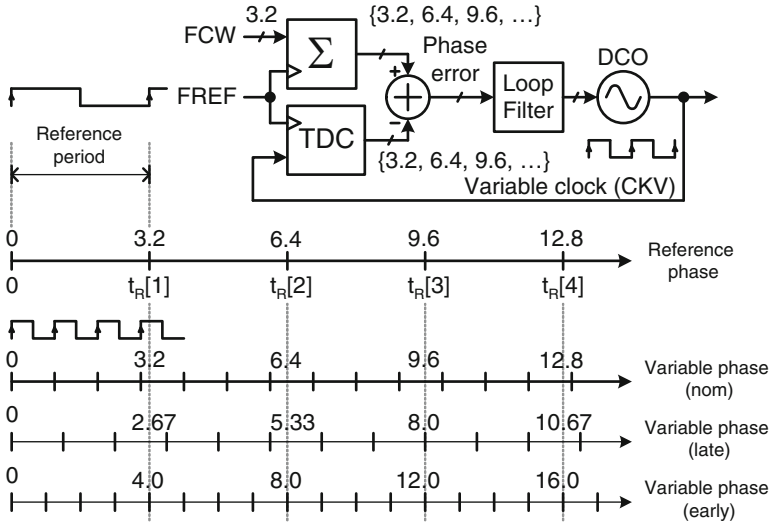 3.2
{3.2, 6.4, 9.6, ...}
FCW
Σ
Phase
error
DCO
FREF
+
Loop
Filter
TDC
−
{3.2, 6.4, 9.6, ...}
Reference
period
Variable clock (CKV)
0 3.2 6.4 9.6 12.8
Reference
phase
0 tR[1] tR[2] tR[3] tR[4]
0 3.2 6.4 9.6 12.8
Variable phase
(nom)
0 2.67 5.33 8.0 10.67
Variable phase
(late)
0 4.0 8.0 12.0 16.0
Variable phase
(early)